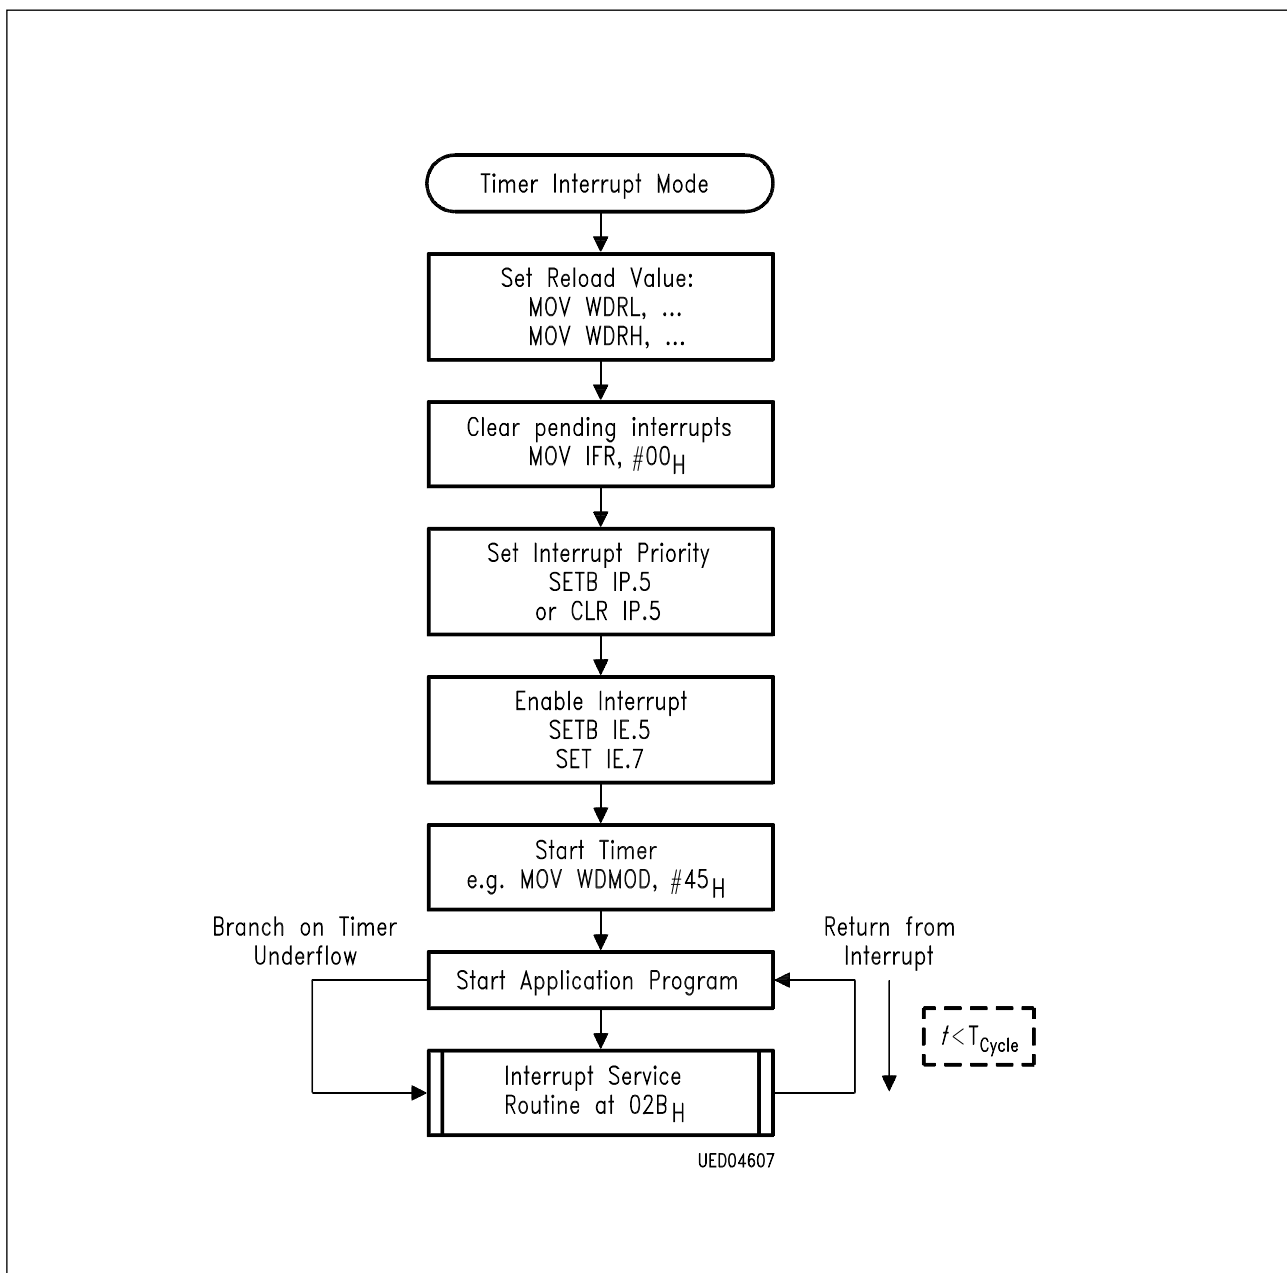 Timer Interrupt Mode
Set Reload Value:
MOV WDRL, ...
MOV WDRH, ...
Clear pending interrupts
MOV IFR, #00H
Set Interrupt Priority
SETB IP.5
or CLR IP.5
Enable Interrupt
SETB IE.5
SET IE.7
Start Timer
e.g. MOV WDMOD, #45H
Branch on Timer
Underflow
Return from
Interrupt
Start Application Program
t<TCycle
Interrupt Service
Routine at 02BH
UED04607